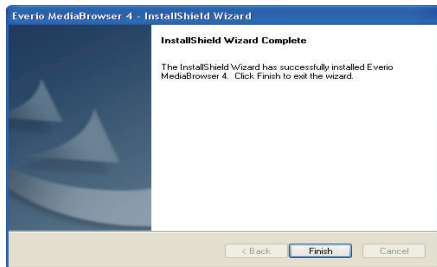 Everio MediaBrowser 4 - InstallShield Wizard
InstallShield Wizard Complete
The InstallShield Wizard has successfully installed Everio
MediaBrowser 4. Click Finish to exit the wizard.
< Back Finish Cancel